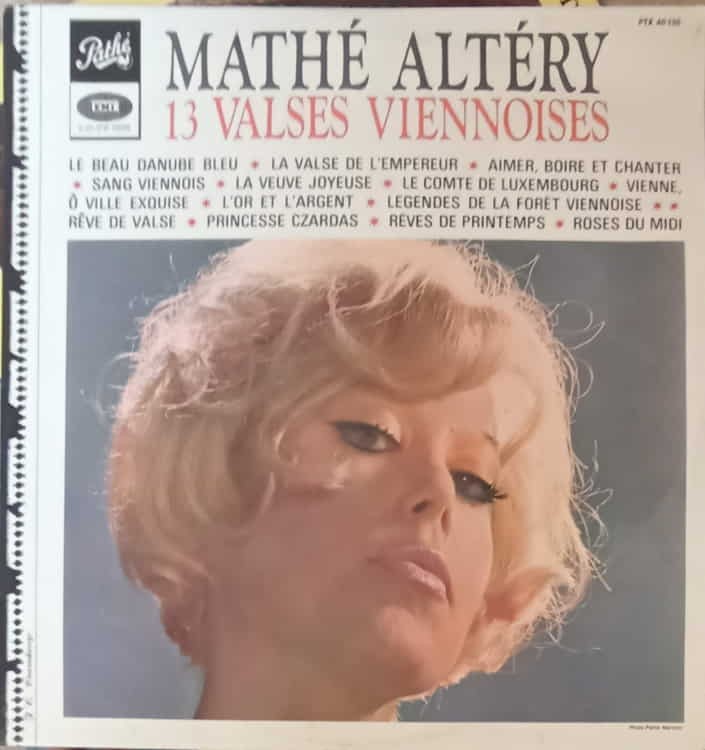 PTX 40198
Pathé
MATHÉ ALTÉRY
EMI
13 VALSES VIENNOISES
LE BEAU DANUBE BLEU * LA VALSE DE L'EMPEREUR * AIMER, BOIRE ET CHANTER
* SANG VIENNOIS * LA VEUVE JOYEUSE * LE COMTE DE LUXEMBOURG * VIENNE,
Ô VILLE EXQUISE * L'OR ET L'ARGENT * LEGENDES DE LA FORÊT VIENNOISE * *
RÊVE DE VALSE * PRINCESSE CZARDAS * RÊVES DE PRINTEMPS * ROSES DU MIDI